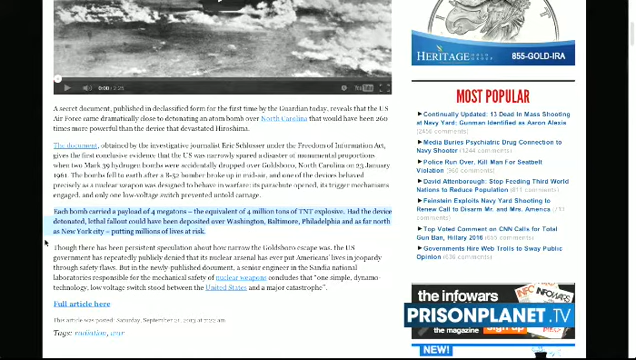 HERITAGE GOLD GROUP 855-GOLD-IRA
0:00 / 2:25
A secret document, published in declassified form for the first time by the Guardian today, reveals that the US
Air Force came dramatically close to detonating an atom bomb over North Carolina that would have been 260
times more powerful than the device that devastated Hiroshima.
The document, obtained by the investigative journalist Eric Schlosser under the Freedom of Information Act,
gives the first conclusive evidence that the US was narrowly spared a disaster of monumental proportions
when two Mark 39 hydrogen bombs were accidentally dropped over Goldsboro, North Carolina on 23 January
1961. The bombs fell to earth after a B-52 bomber broke up in midair, and one of the devices behaved
precisely as a nuclear weapon was designed to behave in warfare: its parachute opened, its trigger mechanisms
engaged, and only one low-switch prevented untold carnage.
Each bomb carried a payload of 4 megatons – the equivalent of 4 million tons of TNT explosive. Had the device
detonated, lethal fallout could have been deposited over Washington, Baltimore, Philadelphia and as far north
as New York city – putting millions of lives at risk.
Though there has been persistent speculation about how narrow the Goldsboro escape was, the US
government has repeatedly publicly denied that its nuclear arsenal has ever put Americans' lives in jeopardy
through safety flaws. But in the newly-published document, a senior engineer in the Sandia national
laboratories responsible for the mechanical safety of nuclear weapons concludes that "one simple, dynamo-
technology, low voltage switch stood between the United States and a major catastrophe".
Full article here
This article was posted: Saturday, September 21, 2013 at
Tags: radiation, war
MOST POPULAR
Continually Updated: 13 Dead In Mass Shooting
at Navy Yard: Gunman Identified as Aaron Alexis
comments)
Media Buries Psychiatric Drug Connection to
Navy Shooter (1244 comments)
Police Run Over, Kill Man For Seatbelt
Violation (860 comments)
David Attenborough: Stop Feeding Third World
Nations to Reduce Population (811 comments)
Feinstein Exploits Navy Yard Shooting to
Renew Call to Disarm Mr. and Mrs. America
comments)
Top Voted Comment on CNN Calls for Total
Gun Ban, Hillary 2016 comments)
Governments Hire Web Trolls to Sway Public
Opinion comments)
the infowars
PRISONPLANET.TV
the magazine sign up
INFO
NEW!